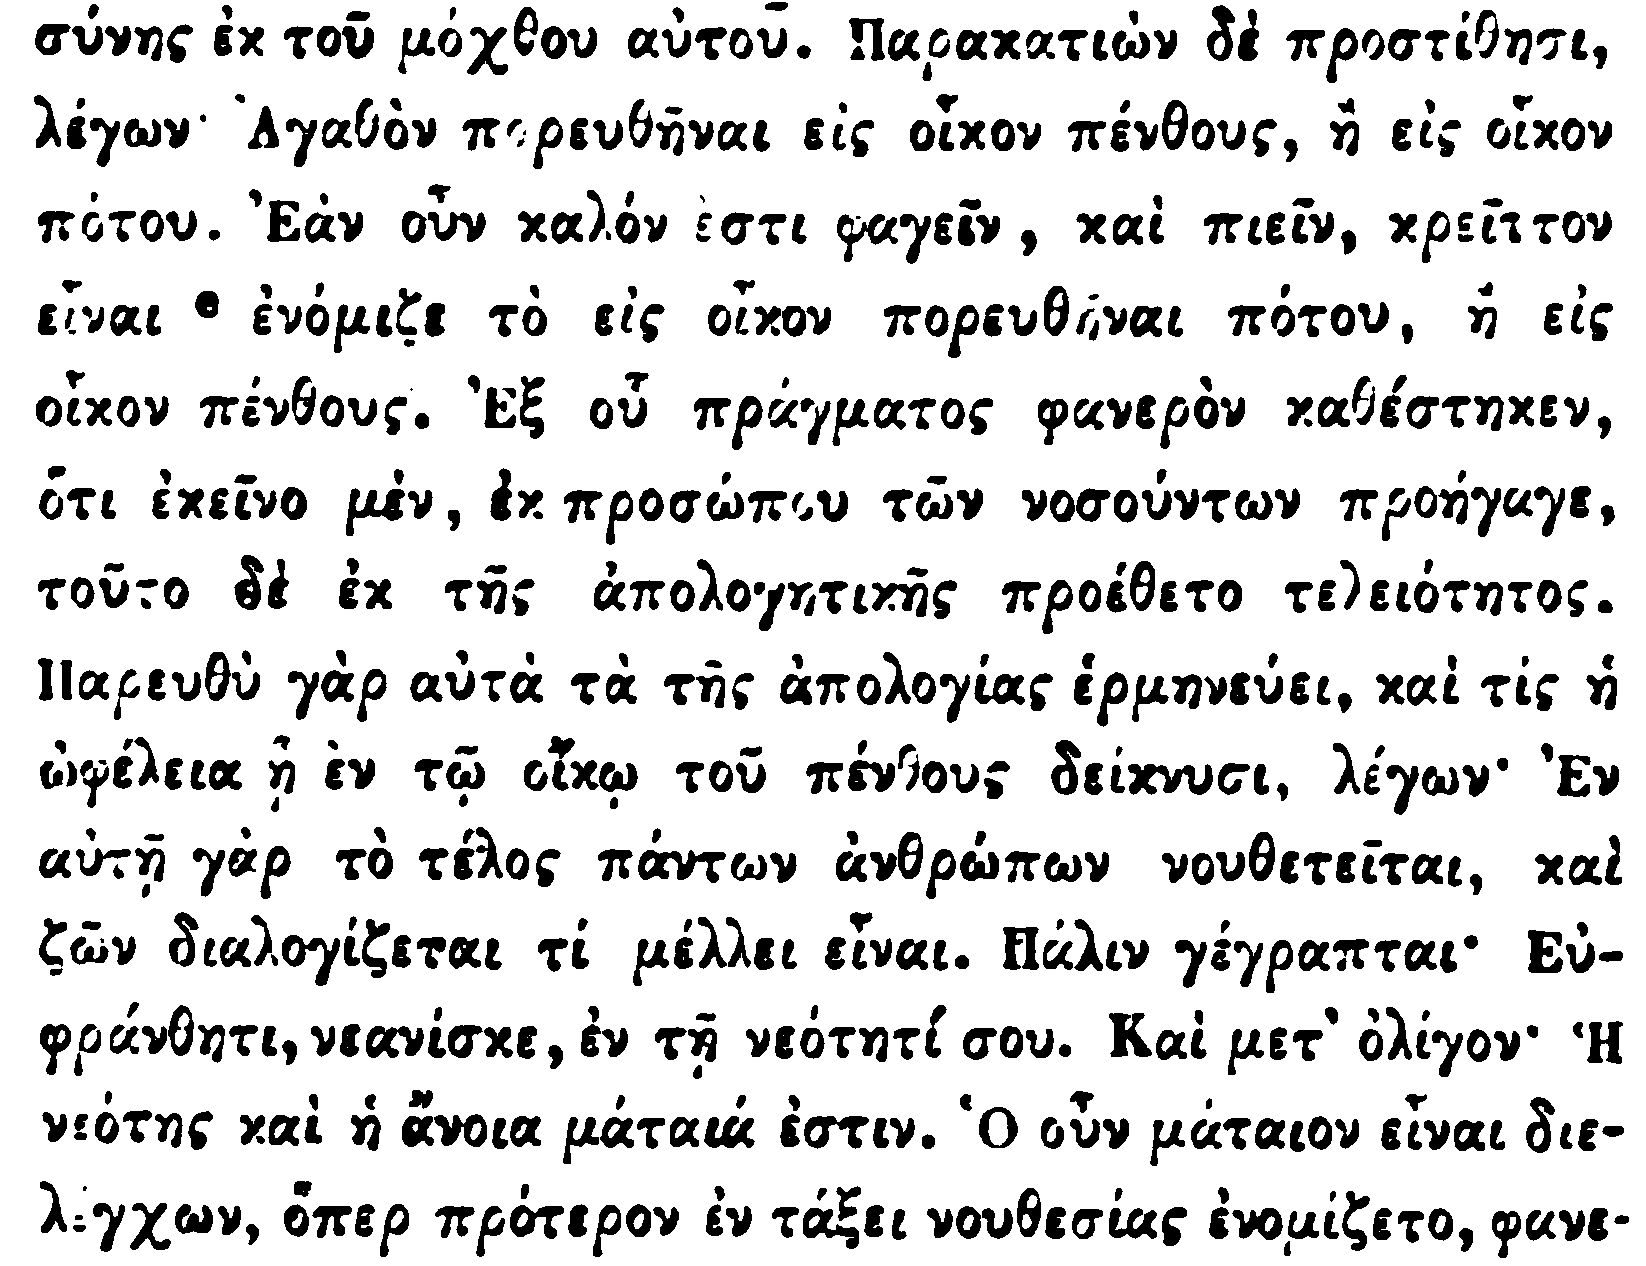 σύνης ἐκ τοῦ μόχθου αὐτοῦ. Παρακατιὼν δὲ προστίθησι,
λέγων· Ἀγαθὸν πορευθῆναι εἰς οἶκον πένθους, ἢ εἰς οἶκον
πότου. Ἐὰν οὖν καλόν ἐστι φαγεῖν, καὶ πιεῖν, κρεῖττον
εἶναι ἐνόμιζε τὸ εἰς οἶκον πορευθῆναι πότου, ἢ εἰς
οἶκον πένθους. Ἐξ οὗ πράγματος φανερὸν καθέστηκεν,
ὅτι ἐκεῖνο μὲν, ἐκ προσώπου τῶν νοσούντων προήγαγε,
τοῦτο δὲ ἐκ τῆς ἀπολογητικῆς προέθετο τελειότητος.
Παρευθὺ γὰρ αὐτὰ τὰ τῆς ἀπολογίας ἑρμηνεύει, καὶ τίς ἡ
ὠφέλεια ἢ ἐν τῷ οἴκῳ τοῦ πένθους δείκνυσι, λέγων· Ἐν
αὐτῇ γὰρ τὸ τέλος πάντων ἀνθρώπων νουθετεῖται, καὶ
ζῶν διαλογίζεται τί μέλλει εἶναι. Πάλιν γέγραπται· Εὐ-
φράνθητι, νεανίσκε, ἐν τῇ νεότητί σου. Καὶ μετ' ὀλίγον· Ἡ
νεότης καὶ ἡ ἄνοια μάταιά ἐστιν. Ὁ οὖν μάταιον εἶναι διε-
λέγχων, ὅπερ πρότερον ἐν τάξει νουθεσίας ἐνομίζετο, φανε-